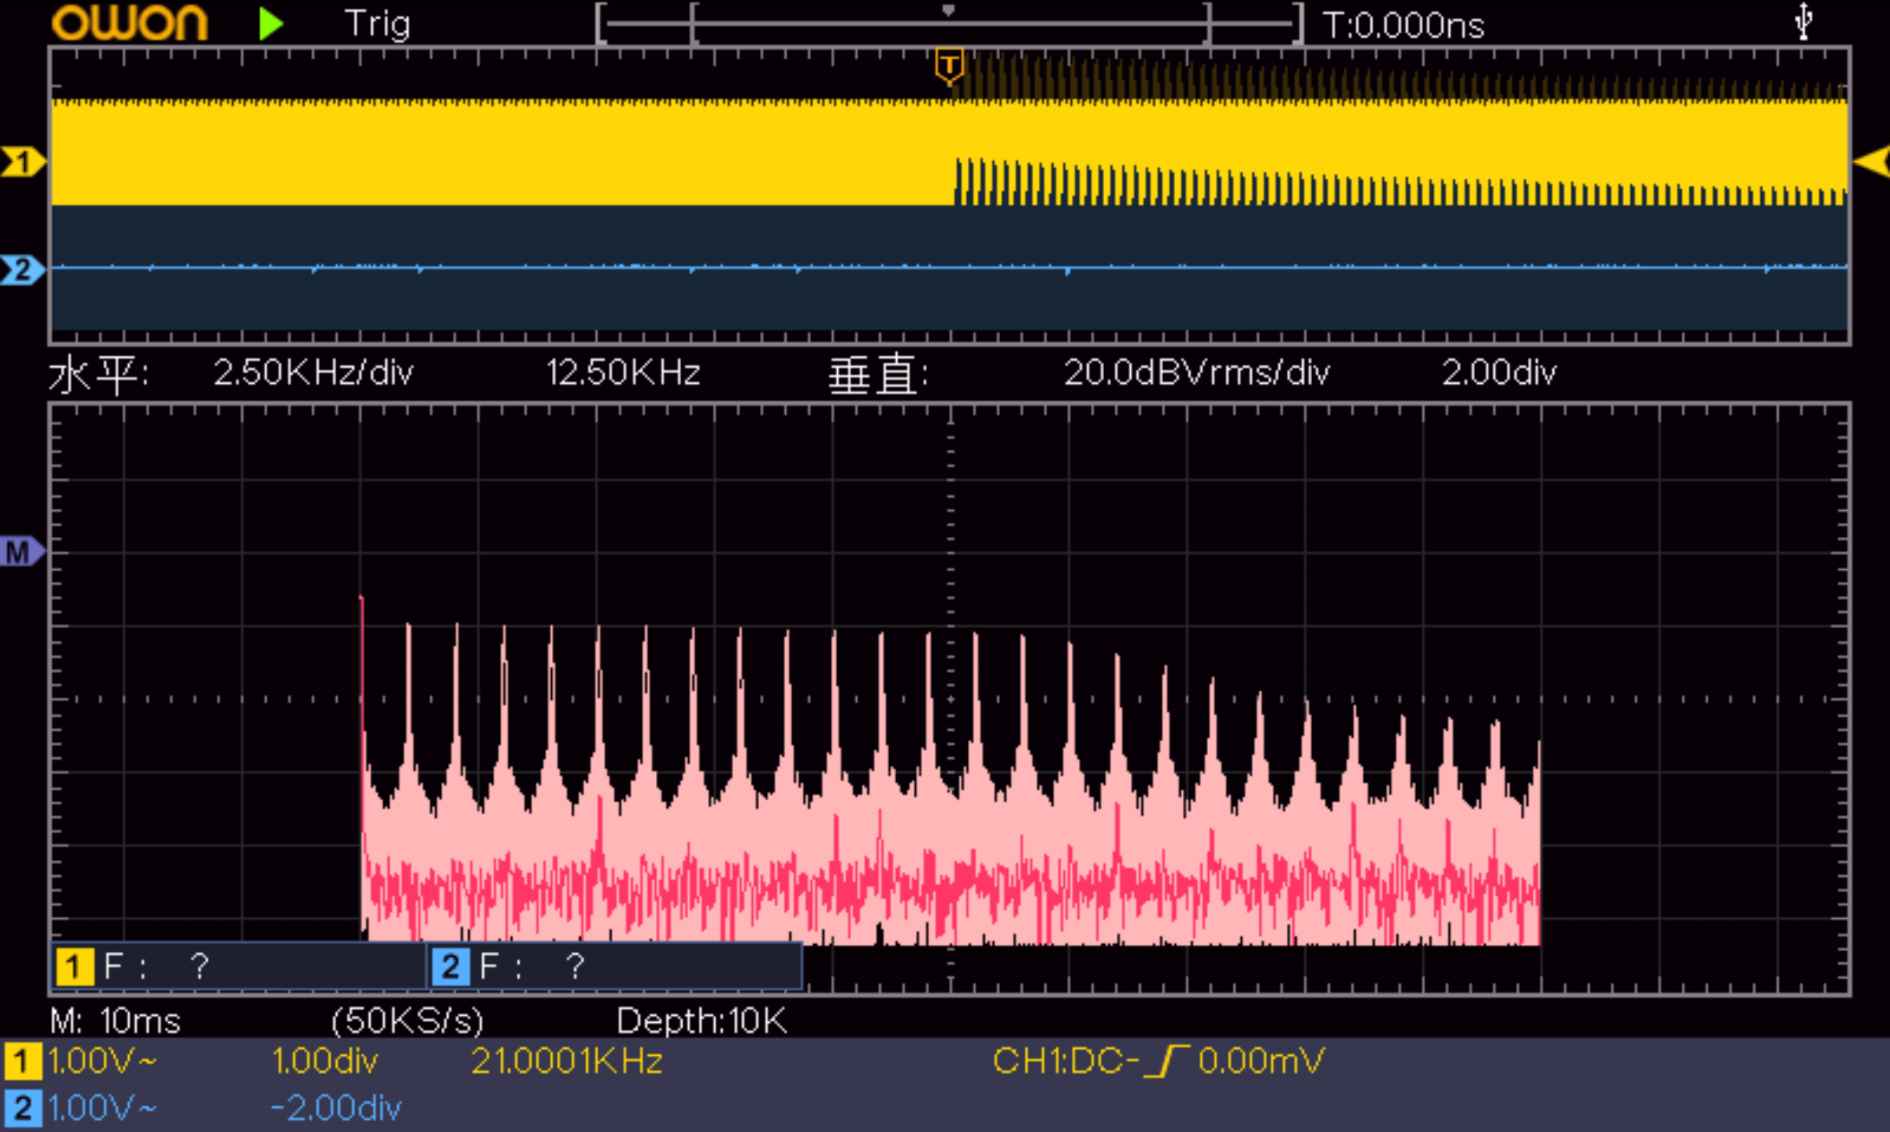 owon Trig T:0.000ns
T
1
2
水平: 2.50KHz/div 12.50KHz 垂直: 20.0dBVrms/div 2.00div
M
1 F : ? 2 F : ?
M: 10ms (50KS/s) Depth:10K
1 1.00V~ 1.00div 21.0001KHz CH1:DC- 0.00mV
2 1.00V~ -2.00div